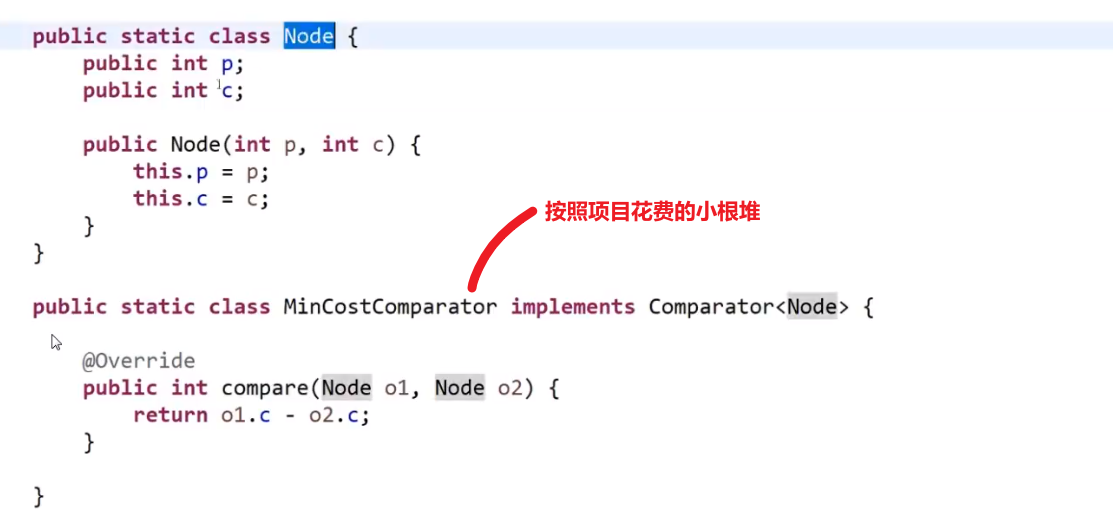 public static class Node {
public int p;
public int c;
public Node(int p, int c) {
this.p = p;
this.c = c;
}
}
按照项目花费的小根堆
public static class MinCostComparator implements Comparator<Node> {
@Override
public int compare(Node o1, Node o2) {
return o1.c - o2.c;
}
}